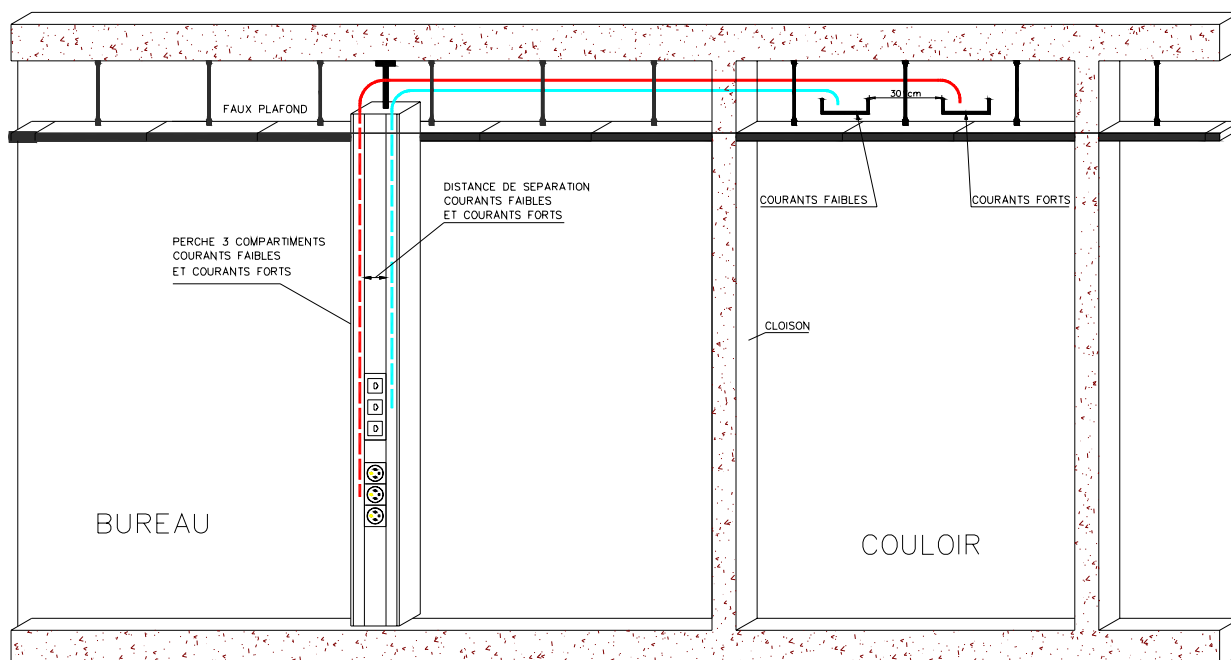 FAUX PLAFOND
30 cm
DISTANCE DE SEPARATION
COURANTS FAIBLES
ET COURANTS FORTS
COURANTS FAIBLES
COURANTS FORTS
PERCHE 3 COMPARTIMENTS
COURANTS FAIBLES
ET COURANTS FORTS
CLOISON
BUREAU
COULOIR